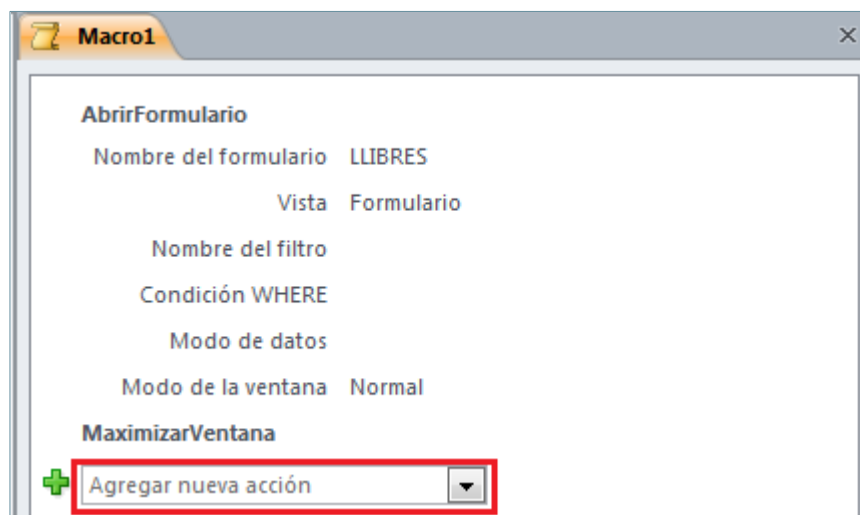 Macro1
AbrirFormulario
Nombre del formulario LLIBRES
Vista Formulario
Nombre del filtro
Condición WHERE
Modo de datos
Modo de la ventana Normal
MaximizarVentana
Agregar nueva acción